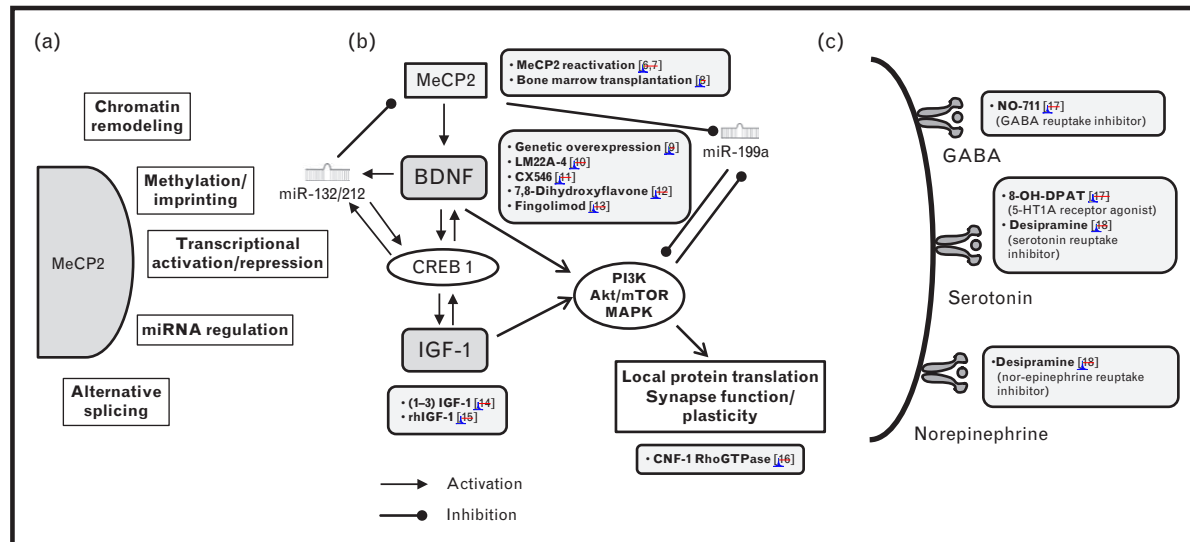 (a)
Chromatin
remodeling
Methylation/
imprinting
MeCP2
Transcriptional
activation/repression
miRNA regulation
Alternative
splicing
(b)
MeCP2
• MeCP2 reactivation [6,7]
• Bone marrow transplantation [8]
miR-132/212
BDNF
• Genetic overexpression [9]
• LM22A-4 [10]
• CX546 [11]
• 7,8-Dihydroxyflavone [12]
• Fingolimod [13]
miR-199a
CREB 1
PI3K
Akt/mTOR
MAPK
IGF-1
• (1–3) IGF-1 [14]
• rhIGF-1 [15]
Local protein translation
Synapse function/
plasticity
• CNF-1 RhoGTPase [16]
Activation
Inhibition
(c)
• NO-711 [17]
(GABA reuptake inhibitor)
GABA
• 8-OH-DPAT [17]
(5-HT1A receptor agonist)
• Desipramine [18]
(serotonin reuptake
inhibitor)
Serotonin
•Desipramine [18]
(nor-epinephrine reuptake
inhibitor)
Norepinephrine